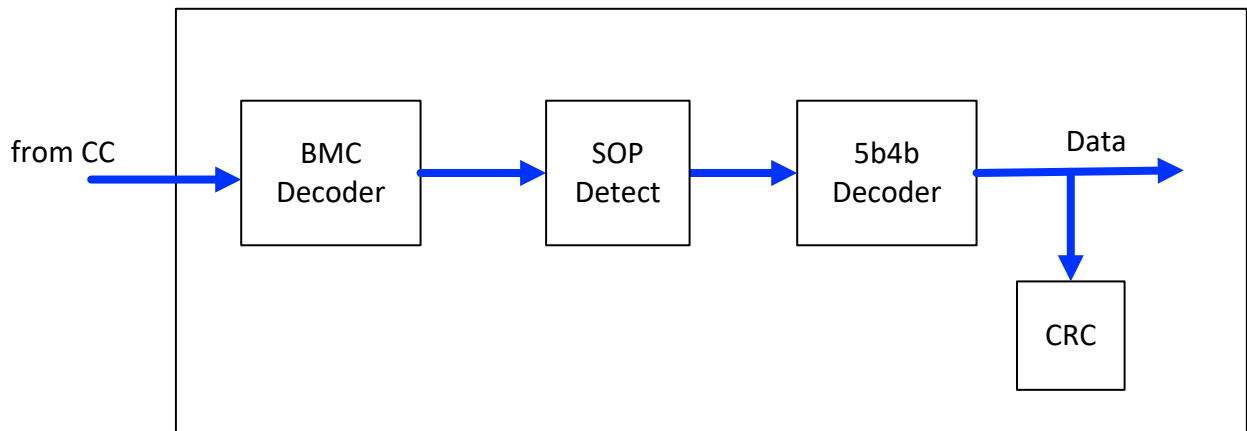 from CC
BMC
Decoder
SOP
Detect
5b4b
Decoder
Data
CRC